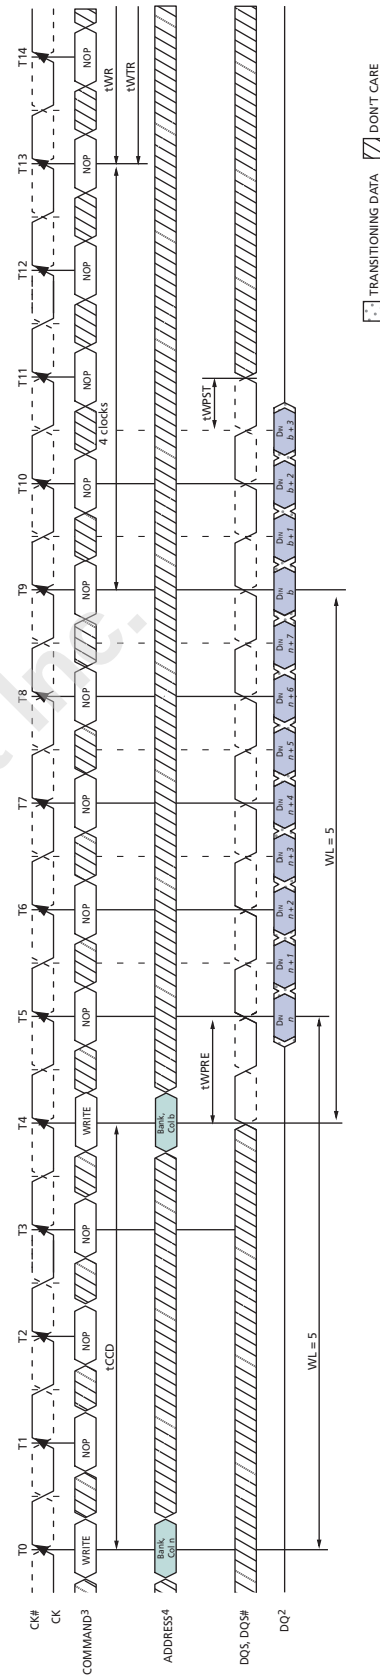 T0 T1 T2 T3 T4 T5 T6 T7 T8 T9 T10 T11 T12 T13 T14
CK#
CK
COMMAND3 WRITE NOP NOP NOP WRITE NOP NOP NOP NOP NOP NOP NOP NOP NOP NOP
tCCD 4 clocks tWR
tWTR
ADDRESS4 Bank, Col n Bank, Col b
tWPRE tWPST
DQS, DQS#
DQ2 DIN n DIN n + 1 DIN n + 2 DIN n + 3 DIN n + 4 DIN n + 5 DIN n + 6 DIN n + 7 DIN b DIN b + 1 DIN b + 2 DIN b + 3
WL = 5
WL = 5
TRANSITIONING DATA DON'T CARE
Inc.